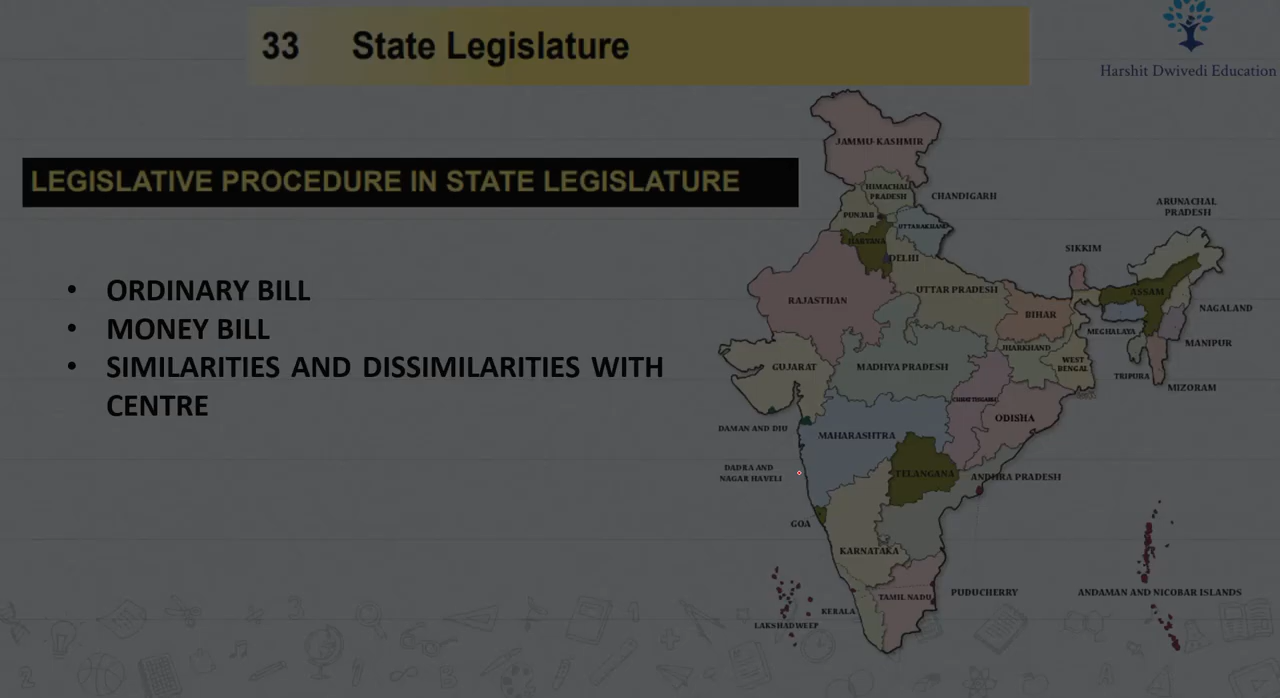 33 State Legislature
Harshit Dwivedi Education
LEGISLATIVE PROCEDURE IN STATE LEGISLATURE
• ORDINARY BILL
• MONEY BILL
• SIMILARITIES AND DISSIMILARITIES WITH
CENTRE
JAMMU-KASHMIR
HIMACHAL
PRADESH
CHANDIGARH
PUNJAB
UTTARAKHAND
HARYANA
DELHI
ARUNACHAL
PRADESH
SIKKIM
RAJASTHAN
UTTAR PRADESH
BIHAR
ASSAM
NAGALAND
MEGHALAYA
MANIPUR
JHARKHAND
WEST
BENGAL
TRIPURA
MIZORAM
GUJARAT
MADHYA PRADESH
CHHATTISGARH
ODISHA
DAMAN AND DIU
MAHARASHTRA
DADRA AND
NAGAR HAVELI
TELANGANA
ANDHRA PRADESH
GOA
KARNATAKA
PUDUCHERRY
ANDAMAN AND NICOBAR ISLANDS
TAMIL NADU
KERALA
LAKSHADWEEP